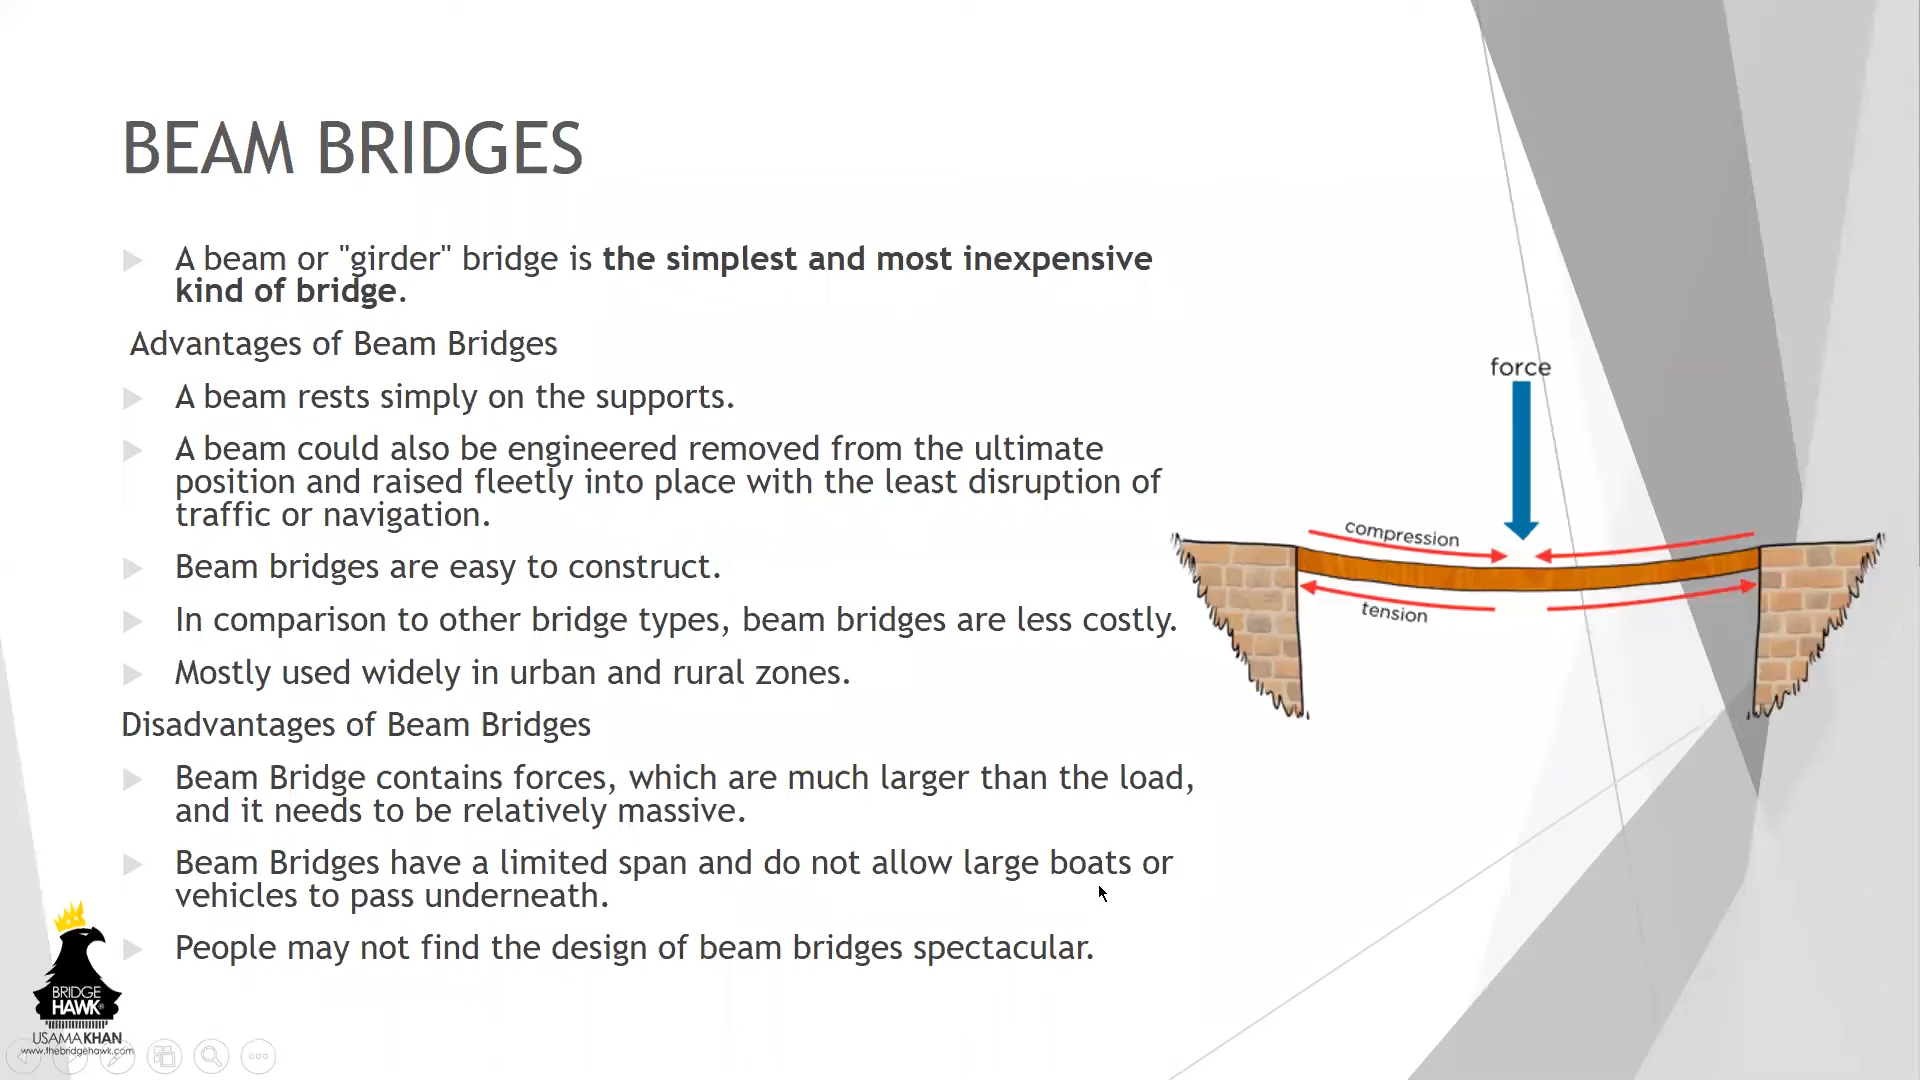 BEAM BRIDGES
A beam or "girder" bridge is the simplest and most inexpensive
kind of bridge.
Advantages of Beam Bridges
A beam rests simply on the supports.
A beam could also be engineered removed from the ultimate
position and raised fleetly into place with the least disruption of
traffic or navigation.
Beam bridges are easy to construct.
In comparison to other bridge types, beam bridges are less costly.
Mostly used widely in urban and rural zones.
Disadvantages of Beam Bridges
Beam Bridge contains forces, which are much larger than the load,
and it needs to be relatively massive.
Beam Bridges have a limited span and do not allow large boats or
vehicles to pass underneath.
People may not find the design of beam bridges spectacular.
force
compression
tension
BRIDGE
HAWK®
USAMAKHAN
www.thebridgehawk.com